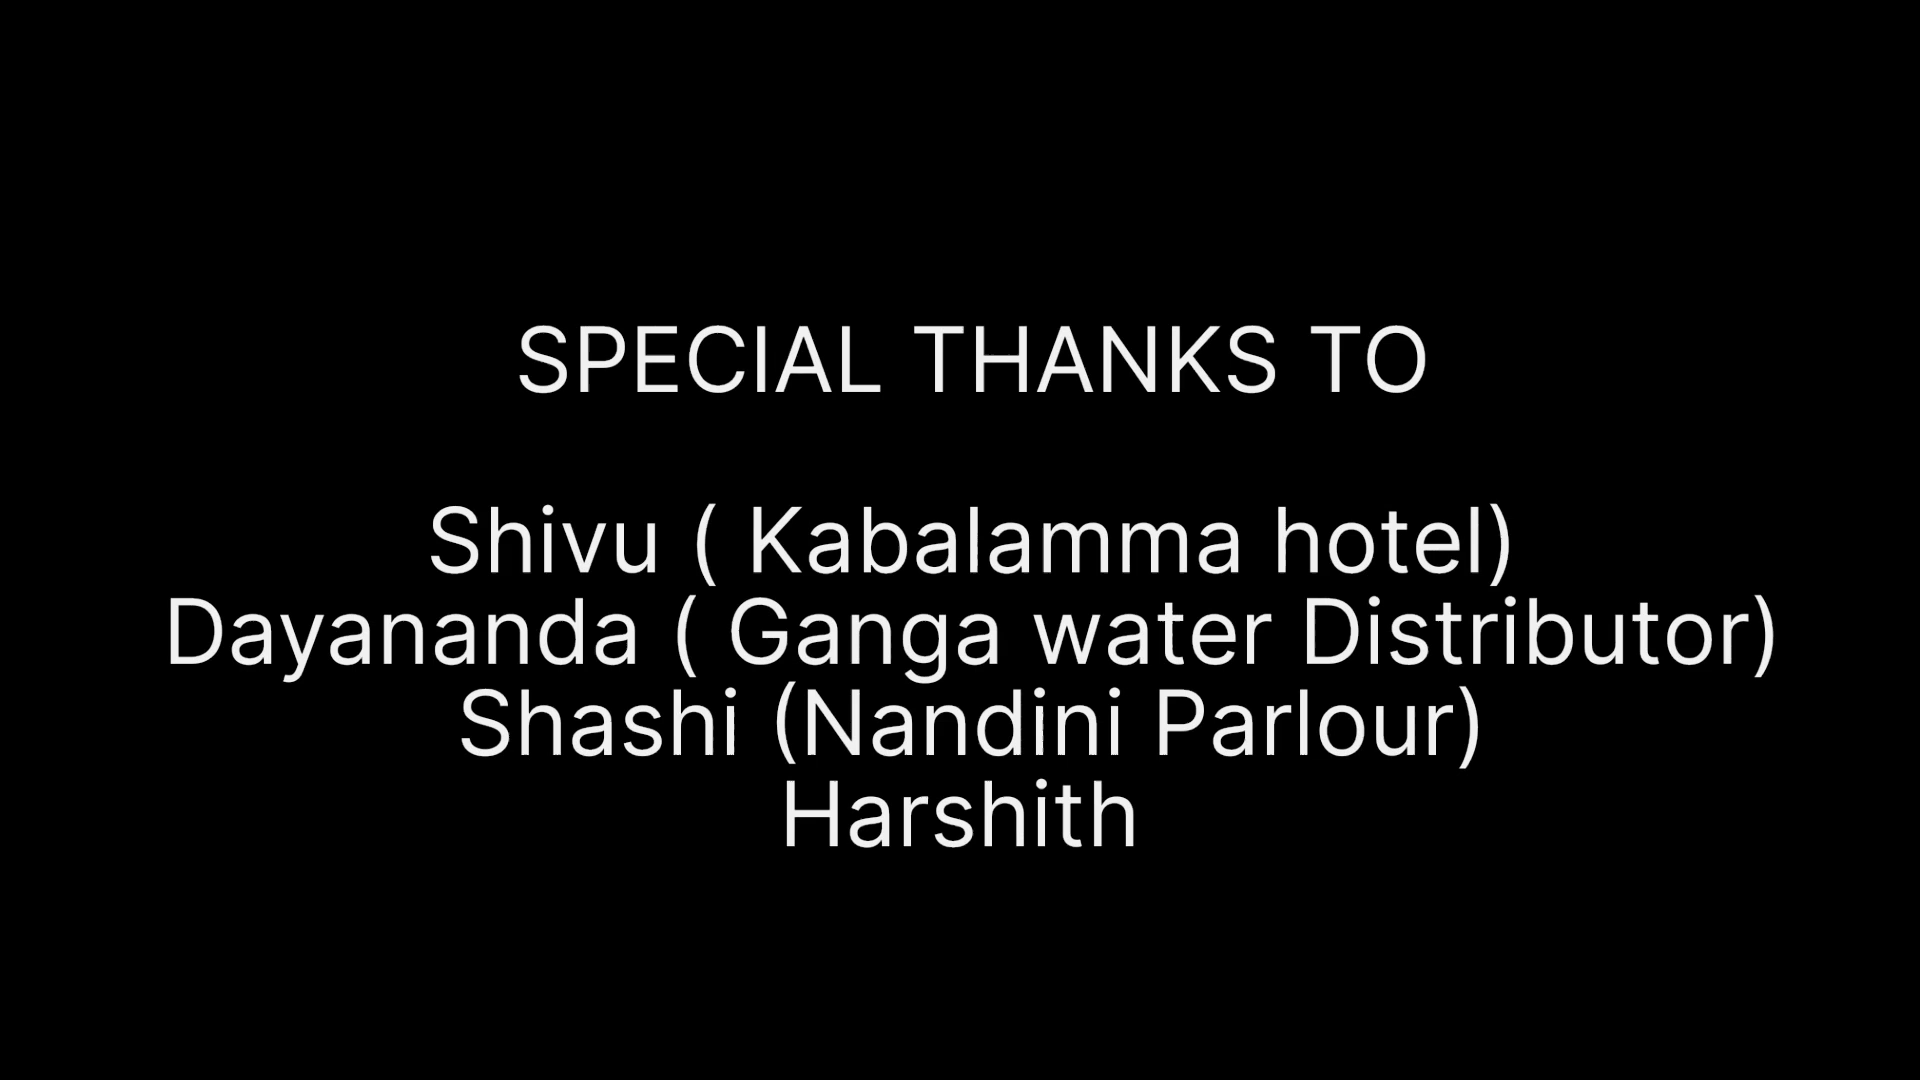 SPECIAL THANKS TO
Shivu ( Kabalamma hotel)
Dayananda ( Ganga water Distributor)
Shashi (Nandini Parlour)
Harshith